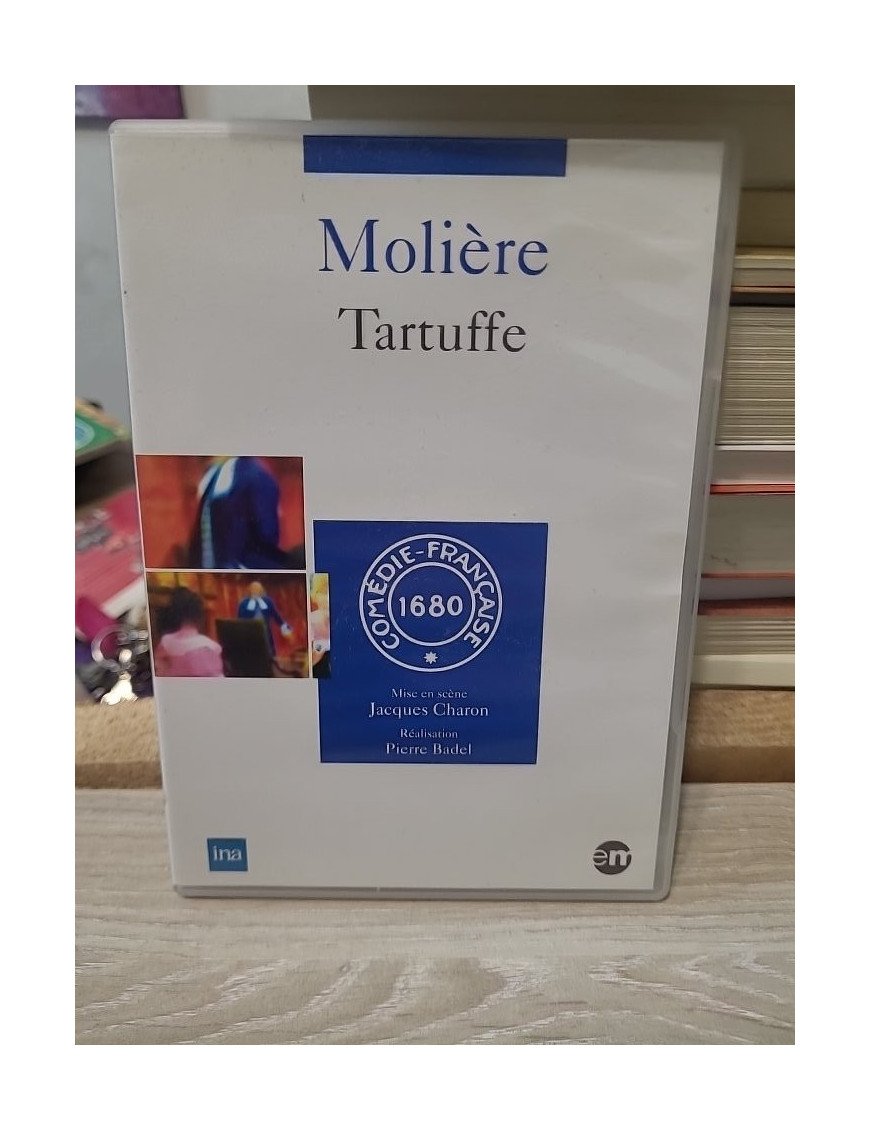 Molière
Tartuffe
COMÉDIE-FRANÇAISE
1680
Mise en scène
Jacques Charon
Réalisation
Pierre Badel
ina
em